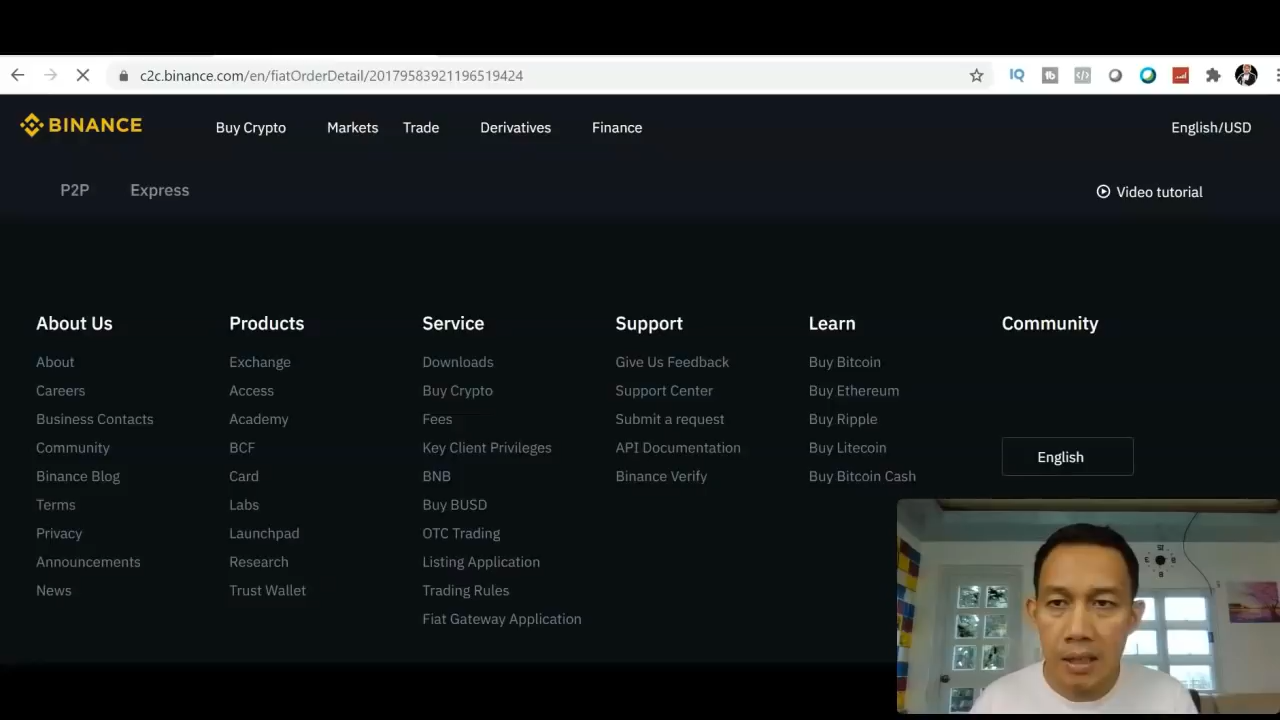 c2c.binance.com/en/fiatOrderDetail/20179583921196519424
IQ
tb
BINANCE
Buy Crypto
Markets
Trade
Derivatives
Finance
English/USD
P2P
Express
Video tutorial
About Us
About
Careers
Business Contacts
Community
Binance Blog
Terms
Privacy
Announcements
News
Products
Exchange
Access
Academy
BCF
Card
Labs
Launchpad
Research
Trust Wallet
Service
Downloads
Buy Crypto
Fees
Key Client Privileges
BNB
Buy BUSD
OTC Trading
Listing Application
Trading Rules
Fiat Gateway Application
Support
Give Us Feedback
Support Center
Submit a request
API Documentation
Binance Verify
Learn
Buy Bitcoin
Buy Ethereum
Buy Ripple
Buy Litecoin
Buy Bitcoin Cash
Community
English